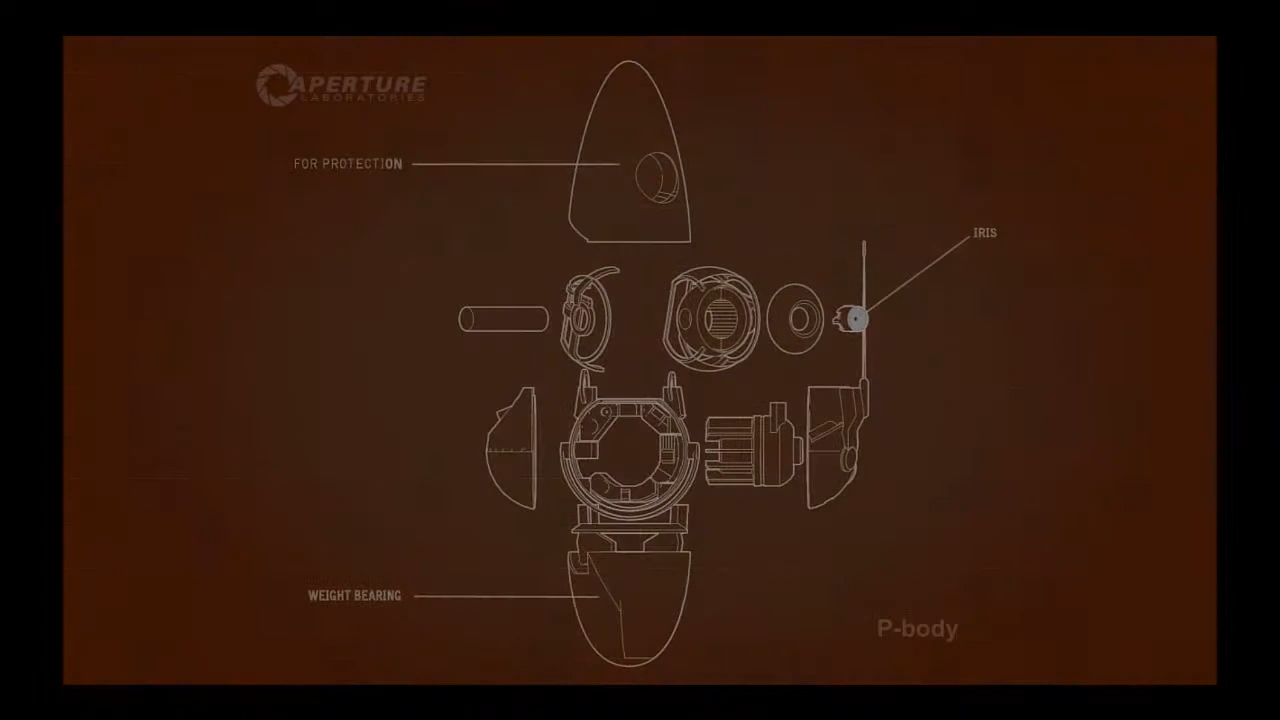 APERTURE
LABORATORIES
FOR PROTECTION
IRIS
WEIGHT BEARING
P-body